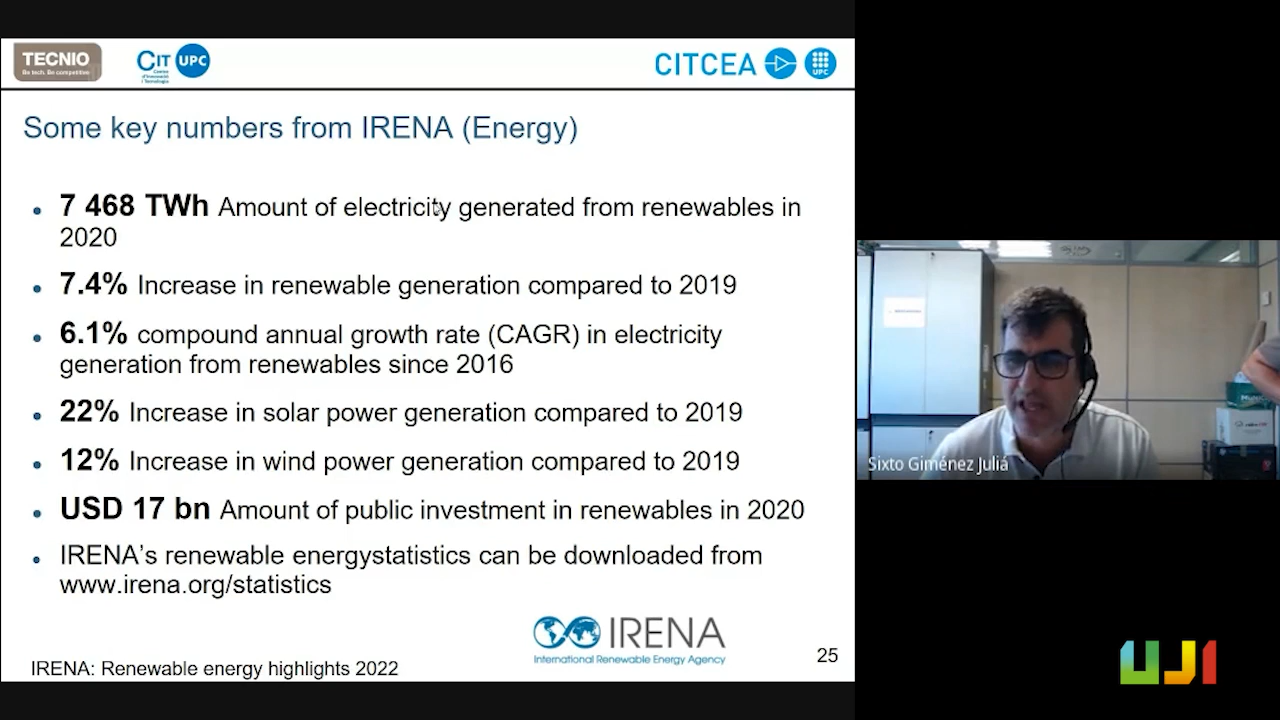 TECNIO
Be tech. Be competitive
CIT UPC
Centre
d'Innovació
i Tecnologia
CITCEA UPC
Some key numbers from IRENA (Energy)
7 468 TWh Amount of electricity generated from renewables in
2020
7.4% Increase in renewable generation compared to 2019
6.1% compound annual growth rate (CAGR) in electricity
generation from renewables since 2016
22% Increase in solar power generation compared to 2019
12% Increase in wind power generation compared to 2019
USD 17 bn Amount of public investment in renewables in 2020
IRENA's renewable energystatistics can be downloaded from
www.irena.org/statistics
IRENA
International Renewable Energy Agency
IRENA: Renewable energy highlights 2022
25
Sixto Giménez Juliá
UJI